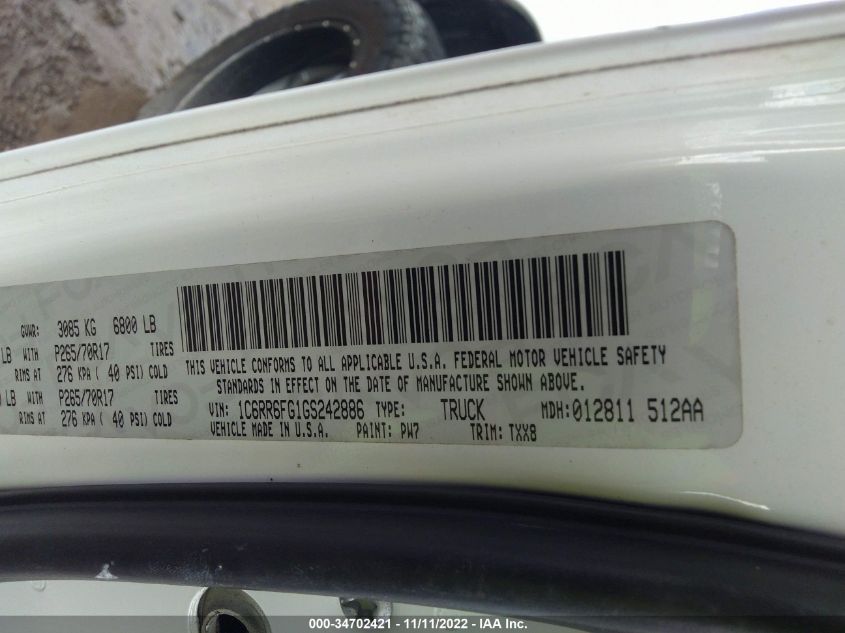 GVWR: 3085 KG 6800 LB
LB WITH P265/70R17 TIRES
RIMS AT 276 KPA ( 40 PSI) COLD
LB WITH P265/70R17 TIRES
RIMS AT 276 KPA ( 40 PSI) COLD
THIS VEHICLE CONFORMS TO ALL APPLICABLE U.S.A. FEDERAL MOTOR VEHICLE SAFETY
STANDARDS IN EFFECT ON THE DATE OF MANUFACTURE SHOWN ABOVE.
VIN: 1C6RR6FG1GS242886 TYPE: TRUCK MDH:012811 512AA
VEHICLE MADE IN U.S.A. PAINT: PW7 TRIM: TXX8
000-34702421 - 11/11/2022 - IAA Inc.